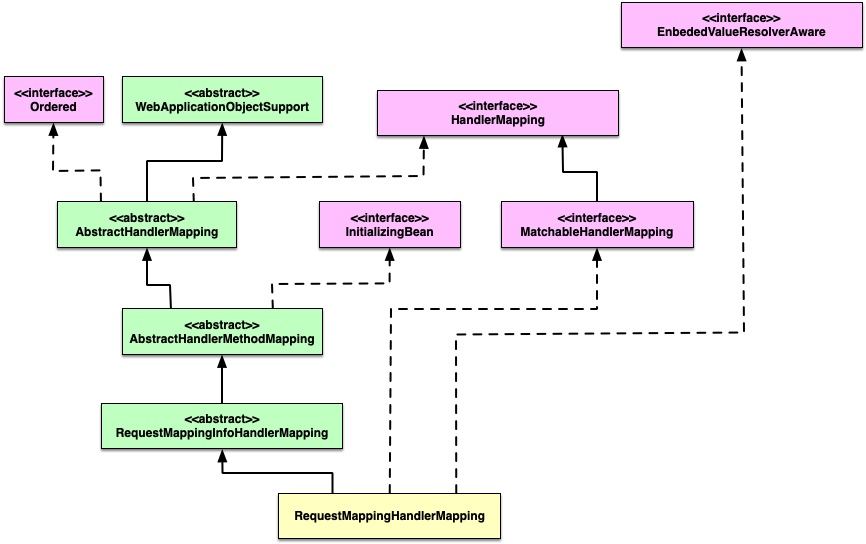 <<interface>>
EnbededValueResolverAware
<<interface>>
Ordered
<<abstract>>
WebApplicationObjectSupport
<<interface>>
HandlerMapping
<<abstract>>
AbstractHandlerMapping
<<interface>>
InitializingBean
<<interface>>
MatchableHandlerMapping
<<abstract>>
AbstractHandlerMethodMapping
<<abstract>>
RequestMappingInfoHandlerMapping
RequestMappingHandlerMapping